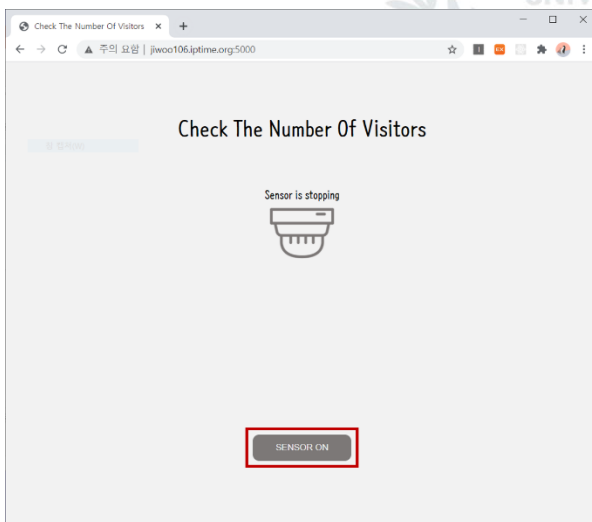 UNIV
Check The Number Of Visitors
주의 요함 | jiwoo106.iptime.org:5000
Check The Number Of Visitors
Sensor is stopping
SENSOR ON